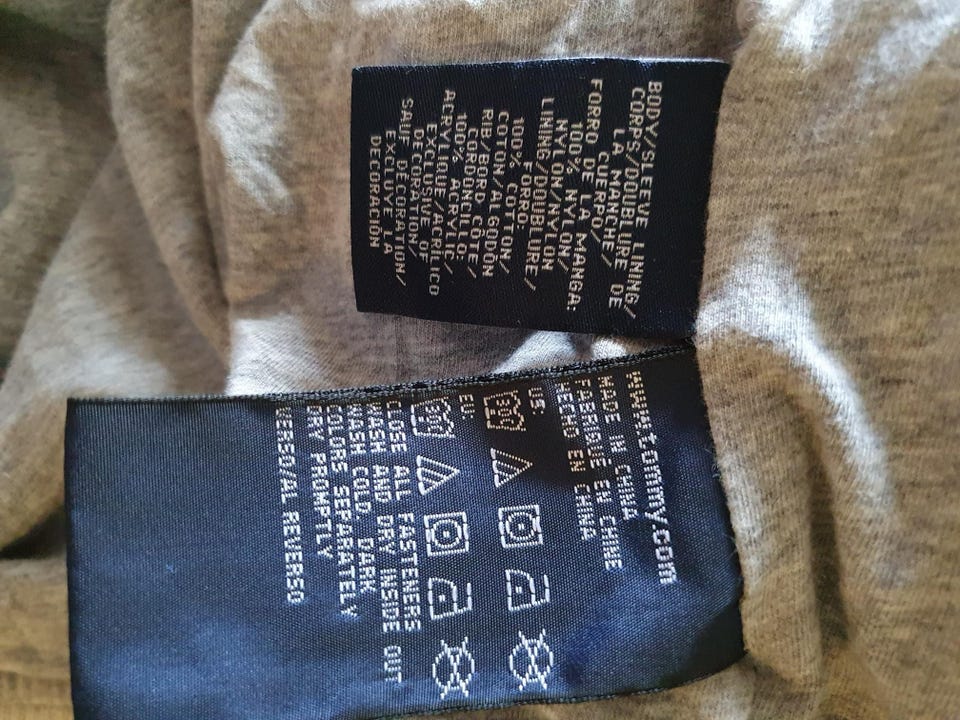 BODY/SLEEVE LINING/
CORPS/DOUBLURE DE
LA MANCHE/
CUERPO/
FORRO DE LA MANGA:
100% NYLON/
NYLON/NYLON
LINING/DOUBLURE/
FORRO:
100% COTTON/
COTON/ALGODÓN
RIB/BORD CÔTE/
CORDONCILLO:
100% ACRYLIC/
ACRYLIQUE/ACRÍLICO
EXCLUSIVE OF
DECORATION/
SAUF DECORATION/
EXCLUYE LA
DECORACIÓN
www.tommy.com
MADE IN CHINA
FABRIQUE EN CHINE
HECHO EN CHINA
US:
EU:
CLOSE ALL FASTENERS
WASH AND DRY INSIDE OUT
WASH COLD, DARK
COLORS SEPARATELY
DRY PROMPTLY
VERSO/AL REVERSO